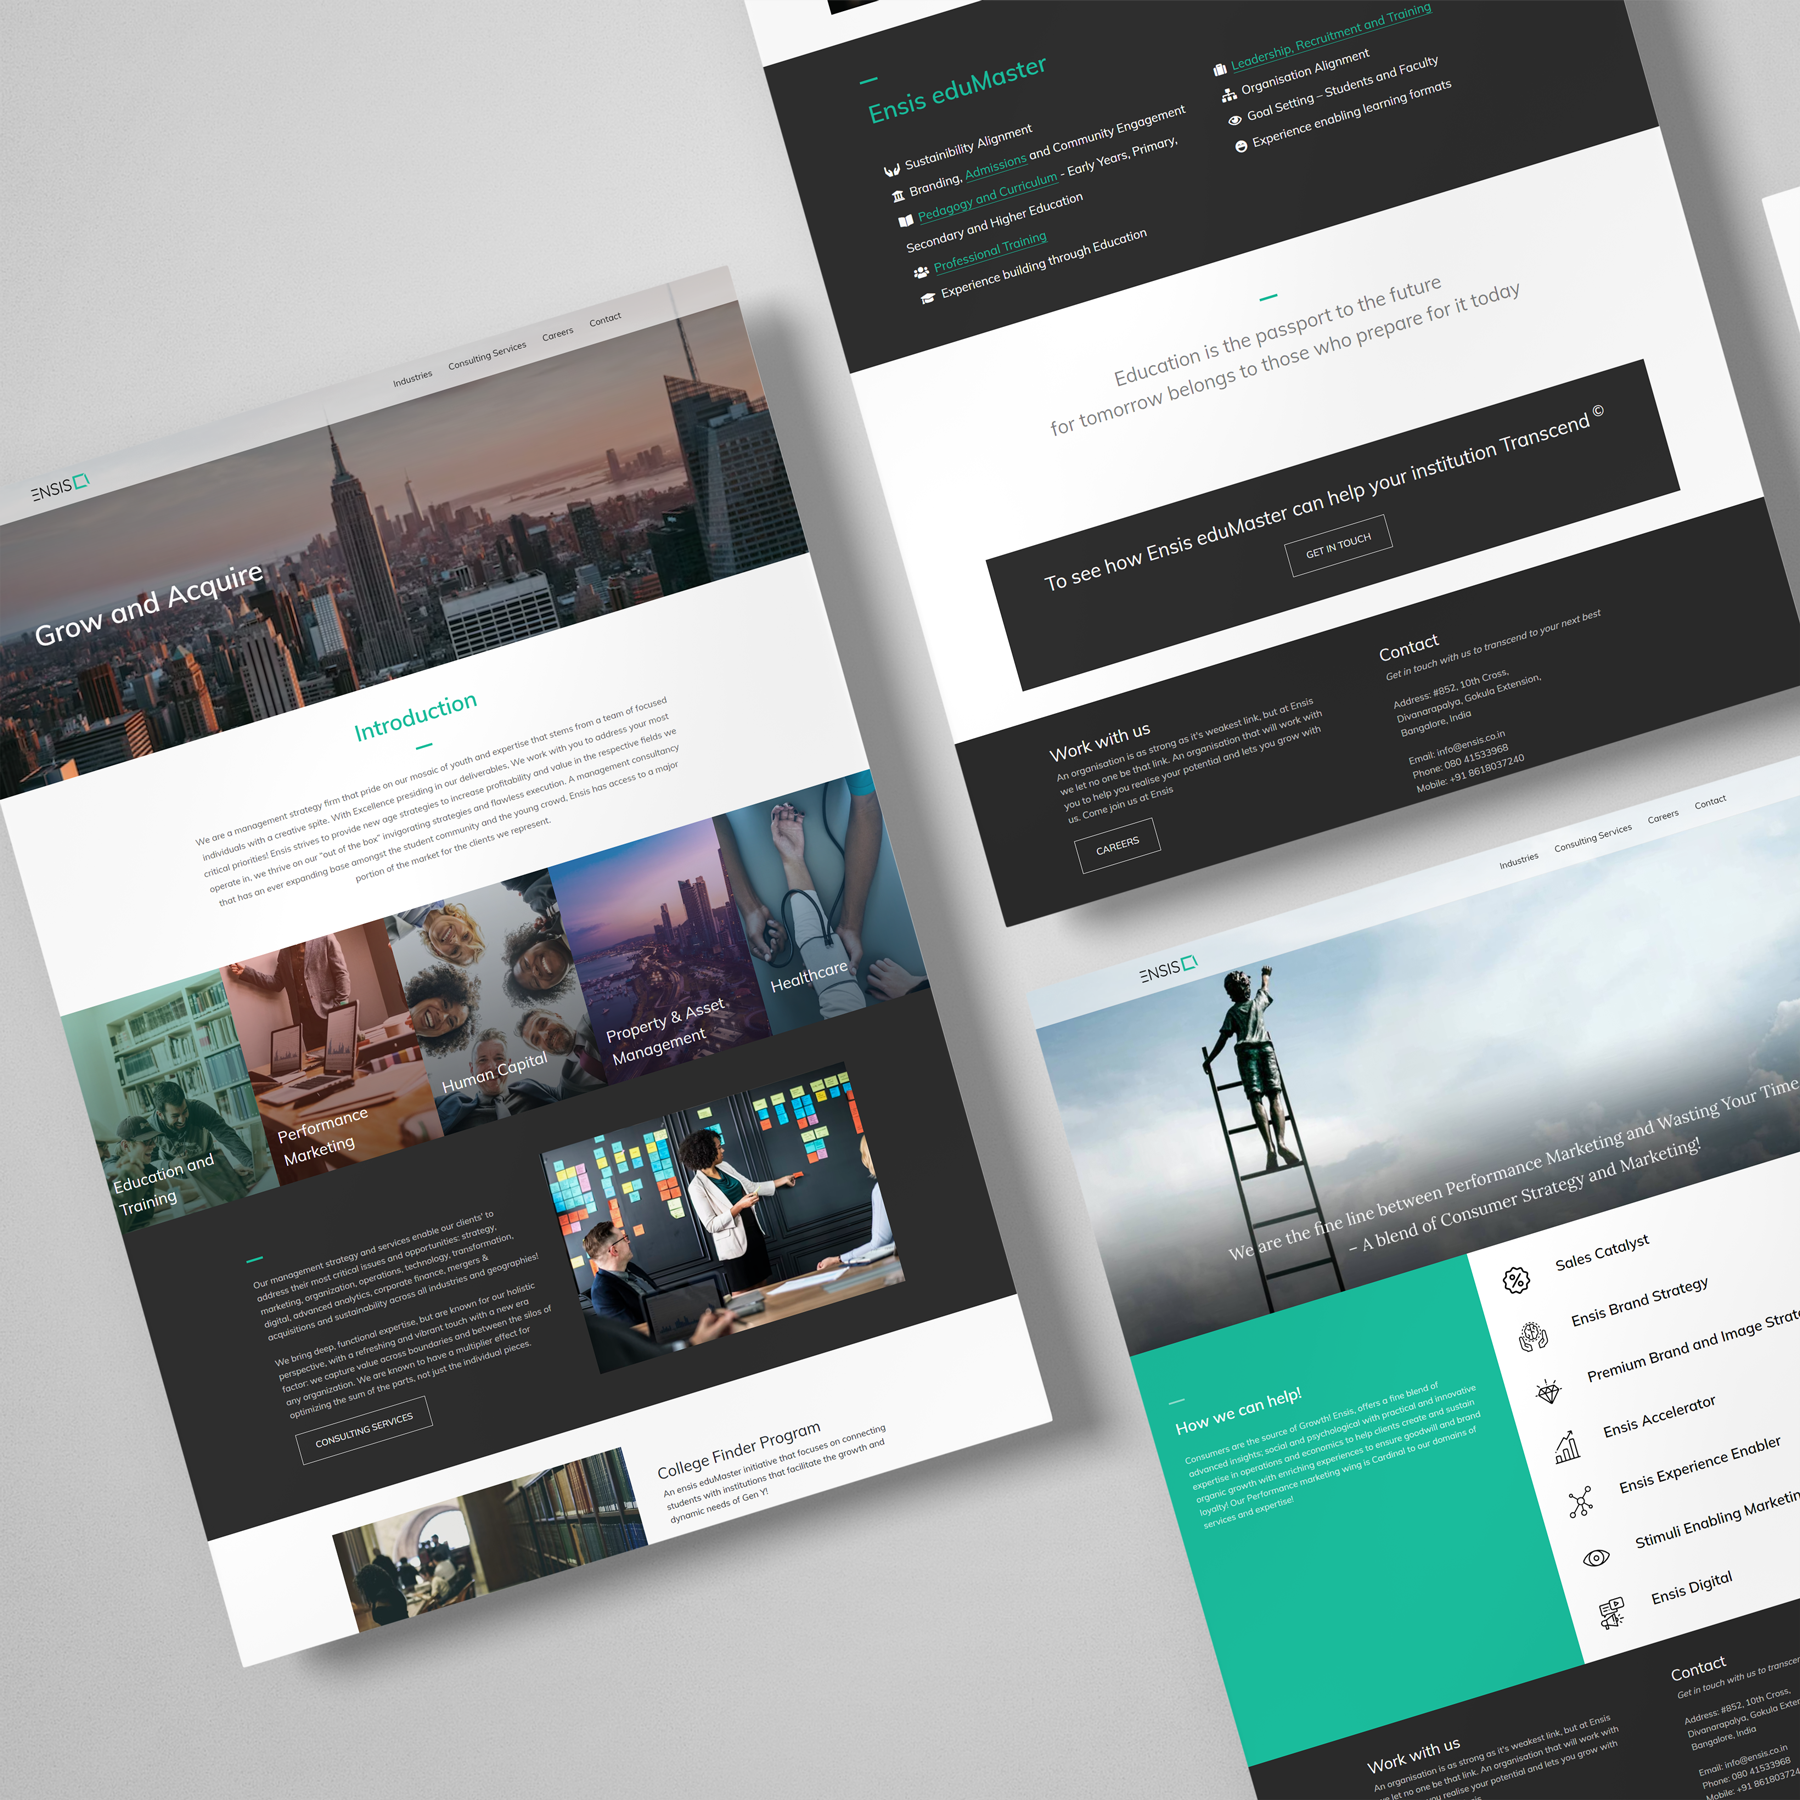 Industries
Consulting Services
Careers
Contact
ENSIS
Grow and Acquire
Introduction
We are a management strategy firm that pride on our mosaic of youth and expertise that stems from a team of focused
individuals with a creative spite. With Excellence presiding in our deliverables. We work with you to address your most
critical priorities! Ensis strives to provide new age strategies to increase profitability and value in the respective fields we
operate in, we thrive on our "out of the box" invigorating strategies and flawless execution. A management consultancy
that has an ever expanding base amongst the student community and the young crowd, Ensis has access to a major
portion of the market for the clients we represent.
Education and
Training
Performance
Marketing
Human Capital
Property & Asset
Management
Healthcare
Our management strategy and services enable our clients' to
address their most critical issues and opportunities: strategy,
marketing, organization, operations, technology, transformation,
digital, advanced analytics, corporate finance, mergers &
acquisitions and sustainability across all industries and geographies!
We bring deep, functional expertise, but are known for our holistic
perspective, with a refreshing and vibrant touch with a new era
factor: we capture value across boundaries and between the silos of
any organization. We are known to have a multiplier effect for
optimizing the sum of the parts, not just the individual pieces.
CONSULTING SERVICES
College Finder Program
An ensis eduMaster initiative that focuses on connecting
students with institutions that facilitate the growth and
dynamic needs of Gen Y!
Ensis eduMaster
Sustainibility Alignment
Branding, Admissions and Community Engagement
Pedagogy and Curriculum - Early Years, Primary,
Secondary and Higher Education
Professional Training
Experience building through Education
Leadership, Recruitment and Training
Organisation Alignment
Goal Setting – Students and Faculty
Experience enabling learning formats
Education is the passport to the future
for tomorrow belongs to those who prepare for it today
To see how Ensis eduMaster can help your institution Transcend ©
GET IN TOUCH
Work with us
An organisation is as strong as it's weakest link, but at Ensis
we let no one be that link. An organisation that will work with
you to help you realise your potential and lets you grow with
us. Come join us at Ensis
CAREERS
Contact
Get in touch with us to transcend to your next best
Address: #852, 10th Cross,
Divanarapalya, Gokula Extension,
Bangalore, India
Email: info@ensis.co.in
Phone: 080 41533968
Mobile: +91 8618037240
Industries
Consulting Services
Careers
Contact
ENSIS
We are the fine line between Performance Marketing and Wasting Your Time
– A blend of Consumer Strategy and Marketing!
How we can help!
Consumers are the source of Growth! Ensis, offers a fine blend of
advanced insights; social and psychological with practical and innovative
expertise in operations and economics to help clients create and sustain
organic growth with enriching experiences to ensure goodwill and brand
loyalty! Our Performance marketing wing is Cardinal to our domains of
services and expertise!
Sales Catalyst
Ensis Brand Strategy
Premium Brand and Image
Ensis Accelerator
Ensis Experience Enabler
Stimuli Enabling
Ensis Digital
Work with us
An organisation is as strong as it's weakest link, but at Ensis
we let no one be that link. An organisation that will work with
you realise your potential and lets you grow with
Contact
Get in touch with us to
Address: #852, 10th Cross,
Divanarapalya, Gokula
Bangalore, India
Email: info@ensis.co.in
Phone: 080 41533968
Mobile: +91